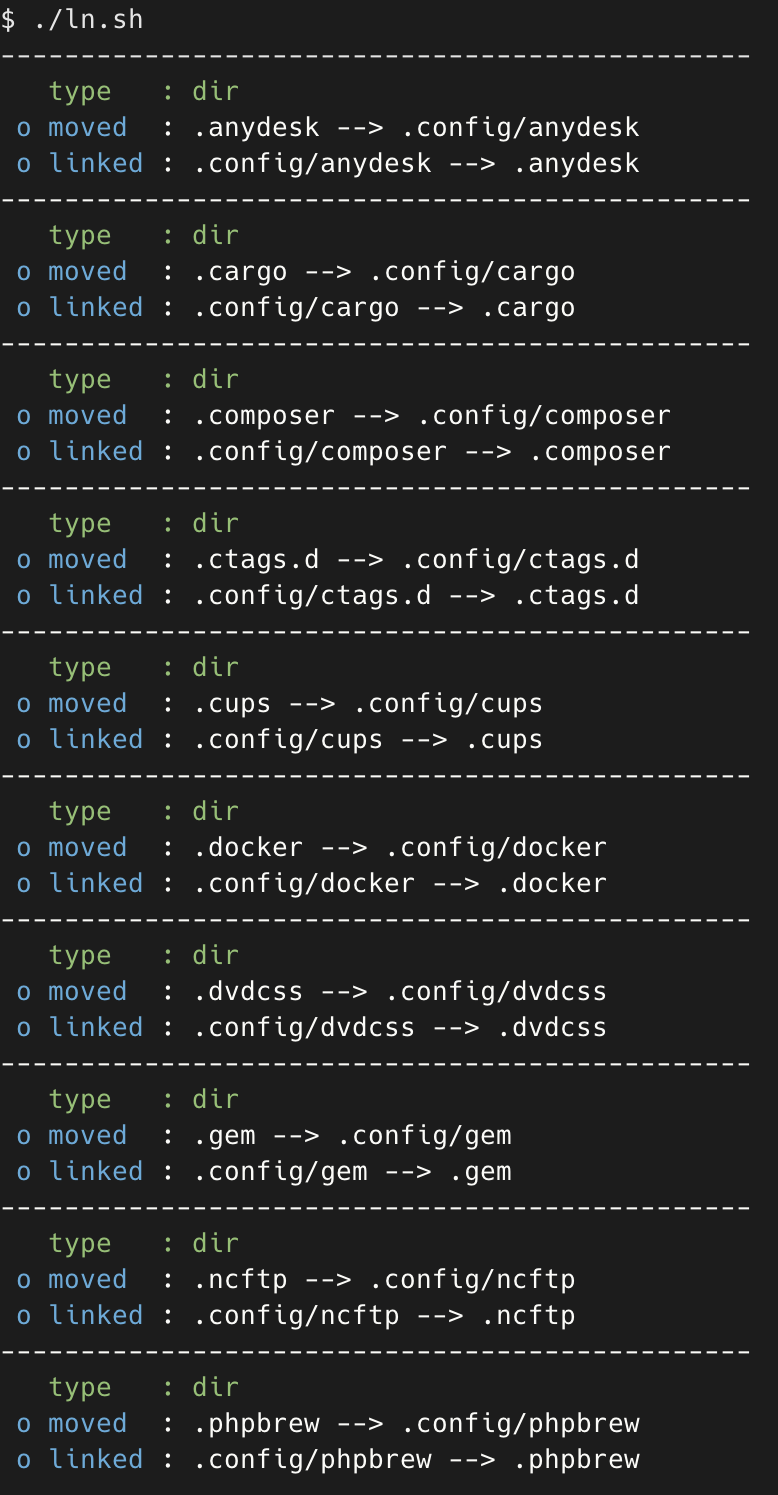 $ ./ln.sh
-----------------------------------------------
   type   : dir
 o moved  : .anydesk --> .config/anydesk
 o linked : .config/anydesk --> .anydesk
-----------------------------------------------
   type   : dir
 o moved  : .cargo --> .config/cargo
 o linked : .config/cargo --> .cargo
-----------------------------------------------
   type   : dir
 o moved  : .composer --> .config/composer
 o linked : .config/composer --> .composer
-----------------------------------------------
   type   : dir
 o moved  : .ctags.d --> .config/ctags.d
 o linked : .config/ctags.d --> .ctags.d
-----------------------------------------------
   type   : dir
 o moved  : .cups --> .config/cups
 o linked : .config/cups --> .cups
-----------------------------------------------
   type   : dir
 o moved  : .docker --> .config/docker
 o linked : .config/docker --> .docker
-----------------------------------------------
   type   : dir
 o moved  : .dvdcss --> .config/dvdcss
 o linked : .config/dvdcss --> .dvdcss
-----------------------------------------------
   type   : dir
 o moved  : .gem --> .config/gem
 o linked : .config/gem --> .gem
-----------------------------------------------
   type   : dir
 o moved  : .ncftp --> .config/ncftp
 o linked : .config/ncftp --> .ncftp
-----------------------------------------------
   type   : dir
 o moved  : .phpbrew --> .config/phpbrew
 o linked : .config/phpbrew --> .phpbrew